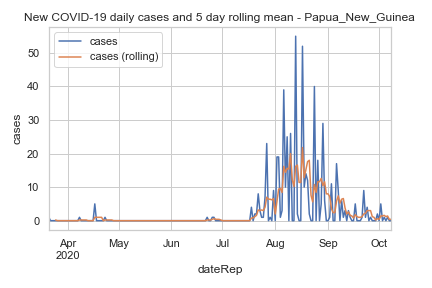 New COVID-19 daily cases and 5 day rolling mean - Papua_New_Guinea
cases
cases (rolling)
50
40
30
20
10
0
cases
Apr
2020
May
Jun
Jul
Aug
Sep
Oct
dateRep